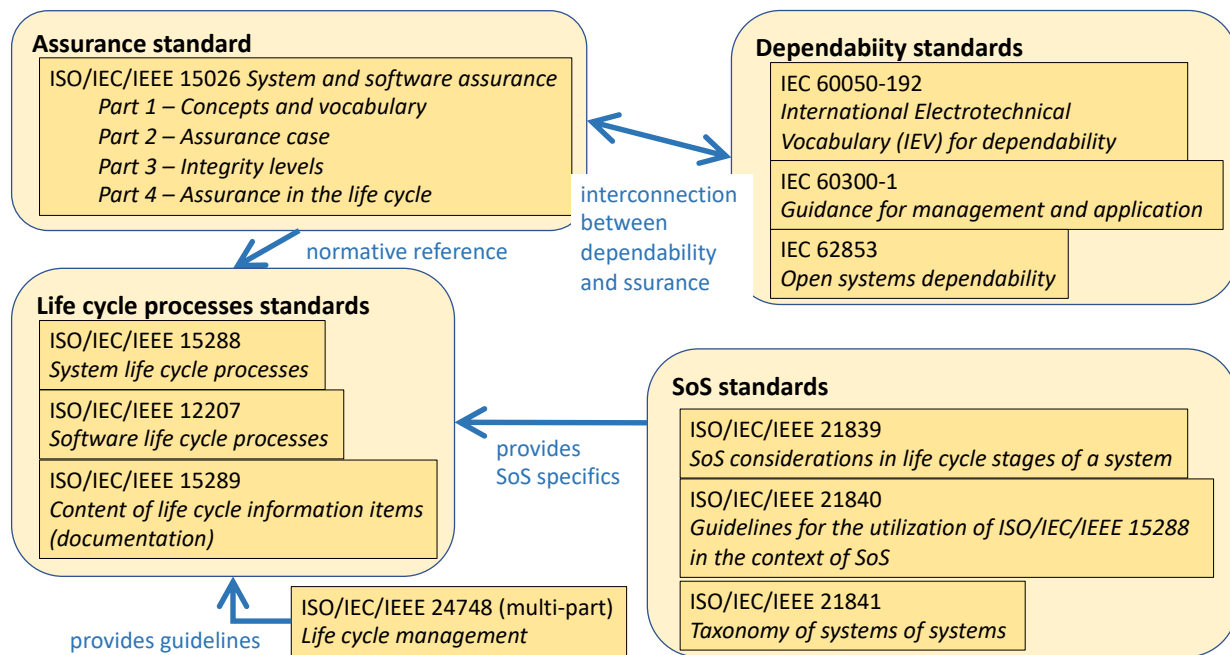 Assurance standard
ISO/IEC/IEEE 15026 System and software assurance
Part 1 – Concepts and vocabulary
Part 2 – Assurance case
Part 3 – Integrity levels
Part 4 – Assurance in the life cycle
Dependabiity standards
IEC 60050-192
International Electrotechnical
Vocabulary (IEV) for dependability
IEC 60300-1
Guidance for management and application
IEC 62853
Open systems dependability
interconnection
between
dependability
and ssurance
normative reference
Life cycle processes standards
ISO/IEC/IEEE 15288
System life cycle processes
ISO/IEC/IEEE 12207
Software life cycle processes
ISO/IEC/IEEE 15289
Content of life cycle information items
(documentation)
provides
SoS specifics
SoS standards
ISO/IEC/IEEE 21839
SoS considerations in life cycle stages of a system
ISO/IEC/IEEE 21840
Guidelines for the utilization of ISO/IEC/IEEE 15288
in the context of SoS
ISO/IEC/IEEE 21841
Taxonomy of systems of systems
ISO/IEC/IEEE 24748 (multi-part)
Life cycle management
provides guidelines